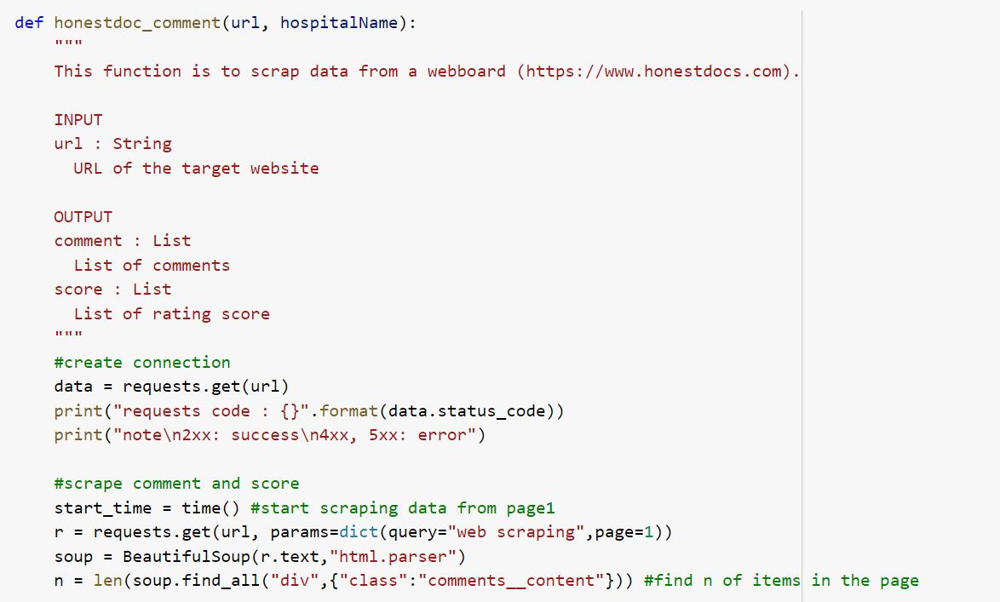 def honestdoc_comment(url, hospitalName):
    """
    This function is to scrap data from a webboard (https://www.honestdocs.com).

    INPUT
    url : String
      URL of the target website

    OUTPUT
    comment : List
      List of comments
    score : List
      List of rating score
    """
    #create connection
    data = requests.get(url)
    print("requests code : {}".format(data.status_code))
    print("note\n2xx: success\n4xx, 5xx: error")

    #scrape comment and score
    start_time = time() #start scraping data from page1
    r = requests.get(url, params=dict(query="web scraping",page=1))
    soup = BeautifulSoup(r.text,"html.parser")
    n = len(soup.find_all("div",{"class":"comments__content"})) #find n of items in the page